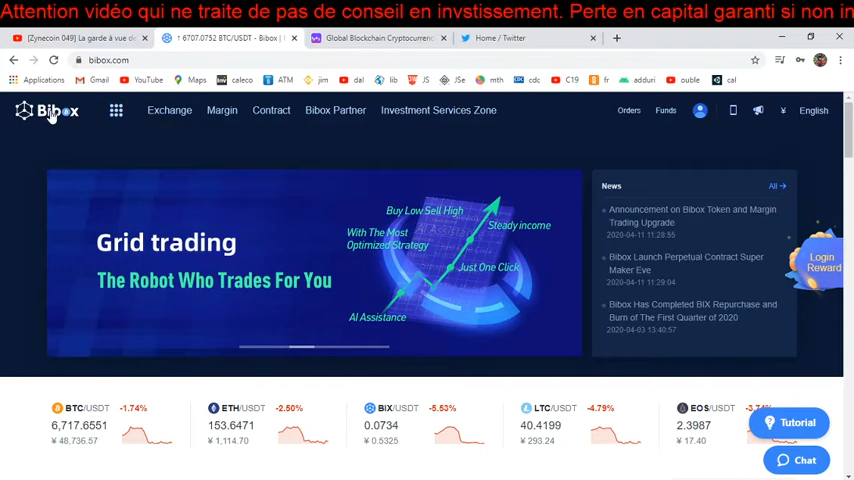 Attention vidéo qui ne traite de pas de conseil en invstissement. Perte en capital garanti si non in
[Zynecoin 049] La garde à vue de
† 6707.0752 BTC/USDT - Bibox |
Global Blockchain Cryptocurrenc
Home / Twitter
bibox.com
Applications Gmail YouTube Maps caleco ATM jim dal lib JS JSe mth cdc C19 fr adduri ouble cal
Bibox Exchange Margin Contract Bibox Partner Investment Services Zone Orders Funds ¥ English
Grid trading
The Robot Who Trades For You
Buy Low Sell High
With The Most
Optimized Strategy
Steady income
Just One Click
AI Assistance
News All
Announcement on Bibox Token and Margin
Trading Upgrade
2020-04-11 11:28:55
Bibox Launch Perpetual Contract Super
Maker Eve
2020-04-11 11:29:04
Bibox Has Completed BIX Repurchase and
Burn of The First Quarter of 2020
2020-04-03 13:40:57
Login
Reward
BTC/USDT -1.74%
6,717.6551
¥ 48,736.57
ETH/USDT -2.50%
153.6471
¥ 1,114.70
BIX/USDT -5.53%
0.0734
¥ 0.5325
LTC/USDT -4.79%
40.4199
¥ 293.24
EOS/USDT
2.3987
¥ 17.40
Tutorial
Chat